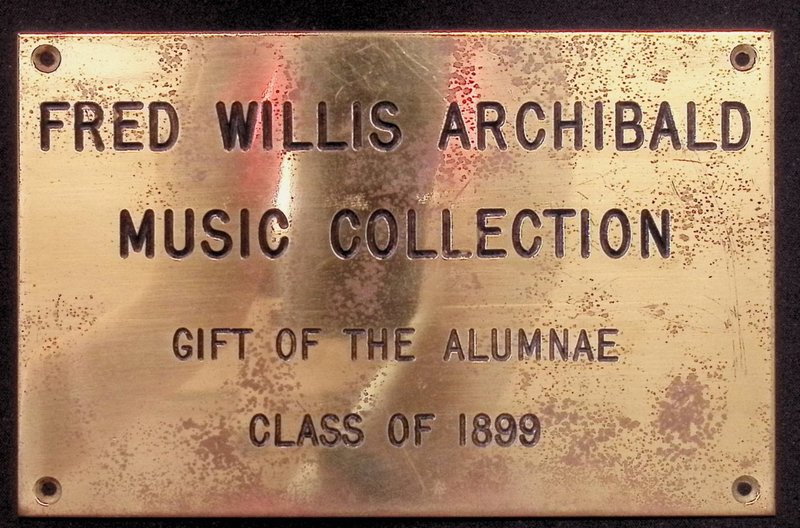 FRED WILLIS ARCHIBALD
MUSIC COLLECTION
GIFT OF THE ALUMNAE
CLASS OF 1899